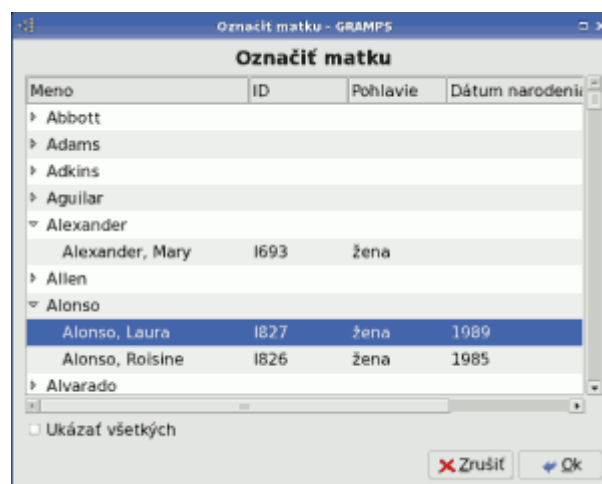 Označiť matku - GRAMPS
Označiť matku
Meno ID Pohlavie Dátum narodenia
Abbott
Adams
Adkins
Aguilar
Alexander
Alexander, Mary I693 žena
Allen
Alonso
Alonso, Laura I827 žena 1989
Alonso, Roisine I826 žena 1985
Alvarado
Ukázať všetkých
Zrušiť Ok